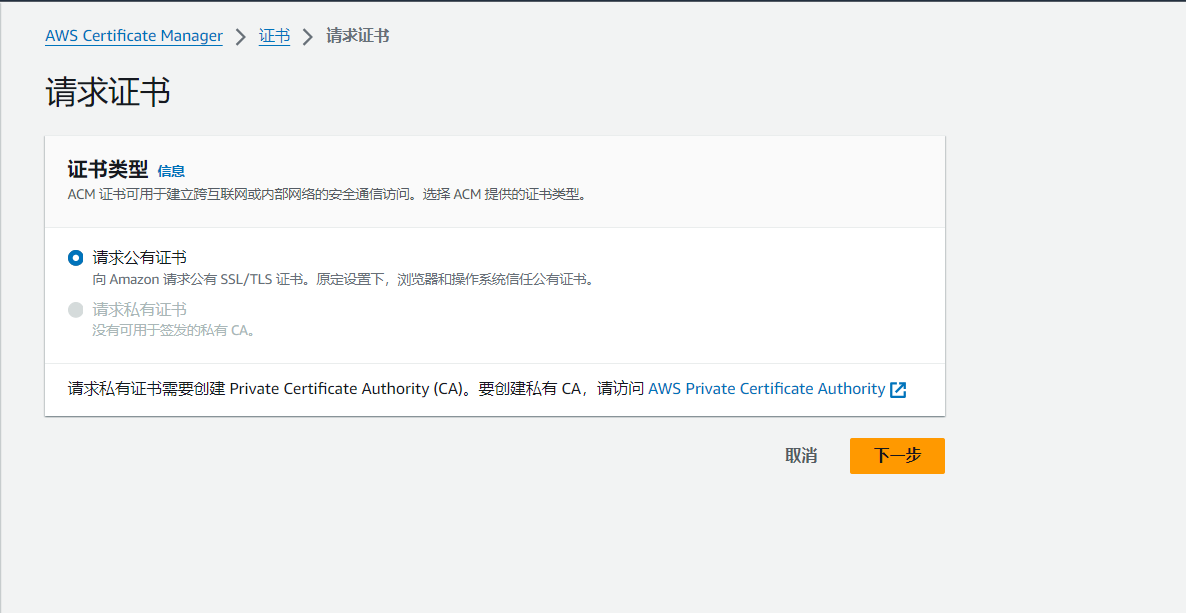 AWS Certificate Manager > 证书 > 请求证书
请求证书
证书类型 信息
ACM 证书可用于建立跨互联网或内部网络的安全通信访问。选择 ACM 提供的证书类型。
请求公有证书
向 Amazon 请求公有 SSL/TLS 证书。原定设置下，浏览器和操作系统信任公有证书。
请求私有证书
没有可用于签发的私有 CA。
请求私有证书需要创建 Private Certificate Authority (CA)。要创建私有 CA，请访问 AWS Private Certificate Authority
取消 下一步